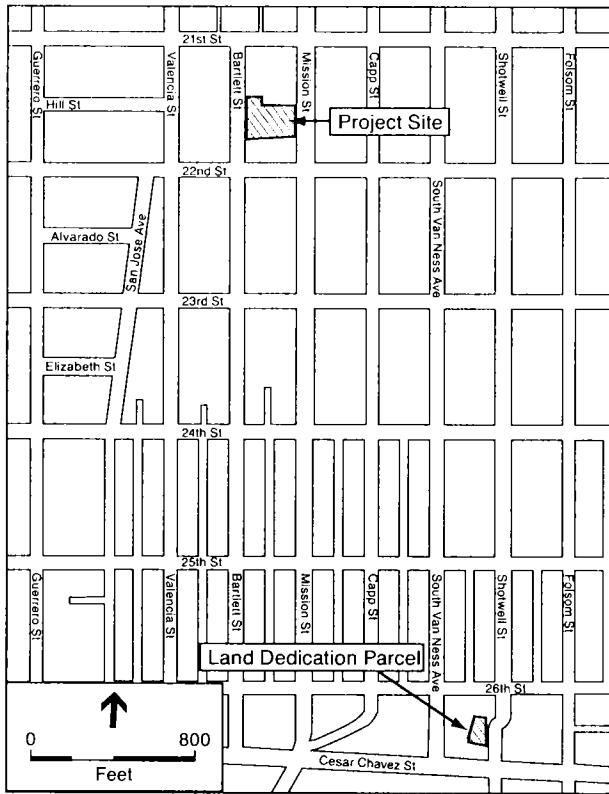 21st St
Guerrero St
Valencia St
Bartlett St
Mission St
Capp St
Shotwell St
Folsom St
Hill St
Project Site
22nd St
South Van Ness Ave
Alvarado St
San Jose Ave
23rd St
Elizabeth St
24th St
25th St
Guerrero St
Valencia St
Bartlett St
Mission St
Capp St
South Van Ness Ave
Shotwell St
Folsom St
Land Dedication Parcel
26th St
0 800
Feet
Cesar Chavez St